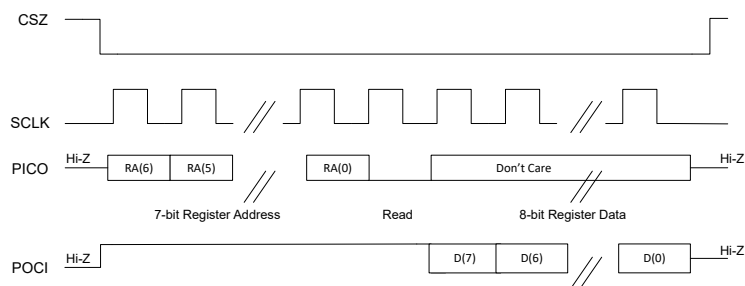 CSZ
SCLK
PICO
Hi-Z
RA(6)
RA(5)
RA(0)
Don't Care
Hi-Z
7-bit Register Address
Read
8-bit Register Data
POCI
Hi-Z
D(7)
D(6)
D(0)
Hi-Z